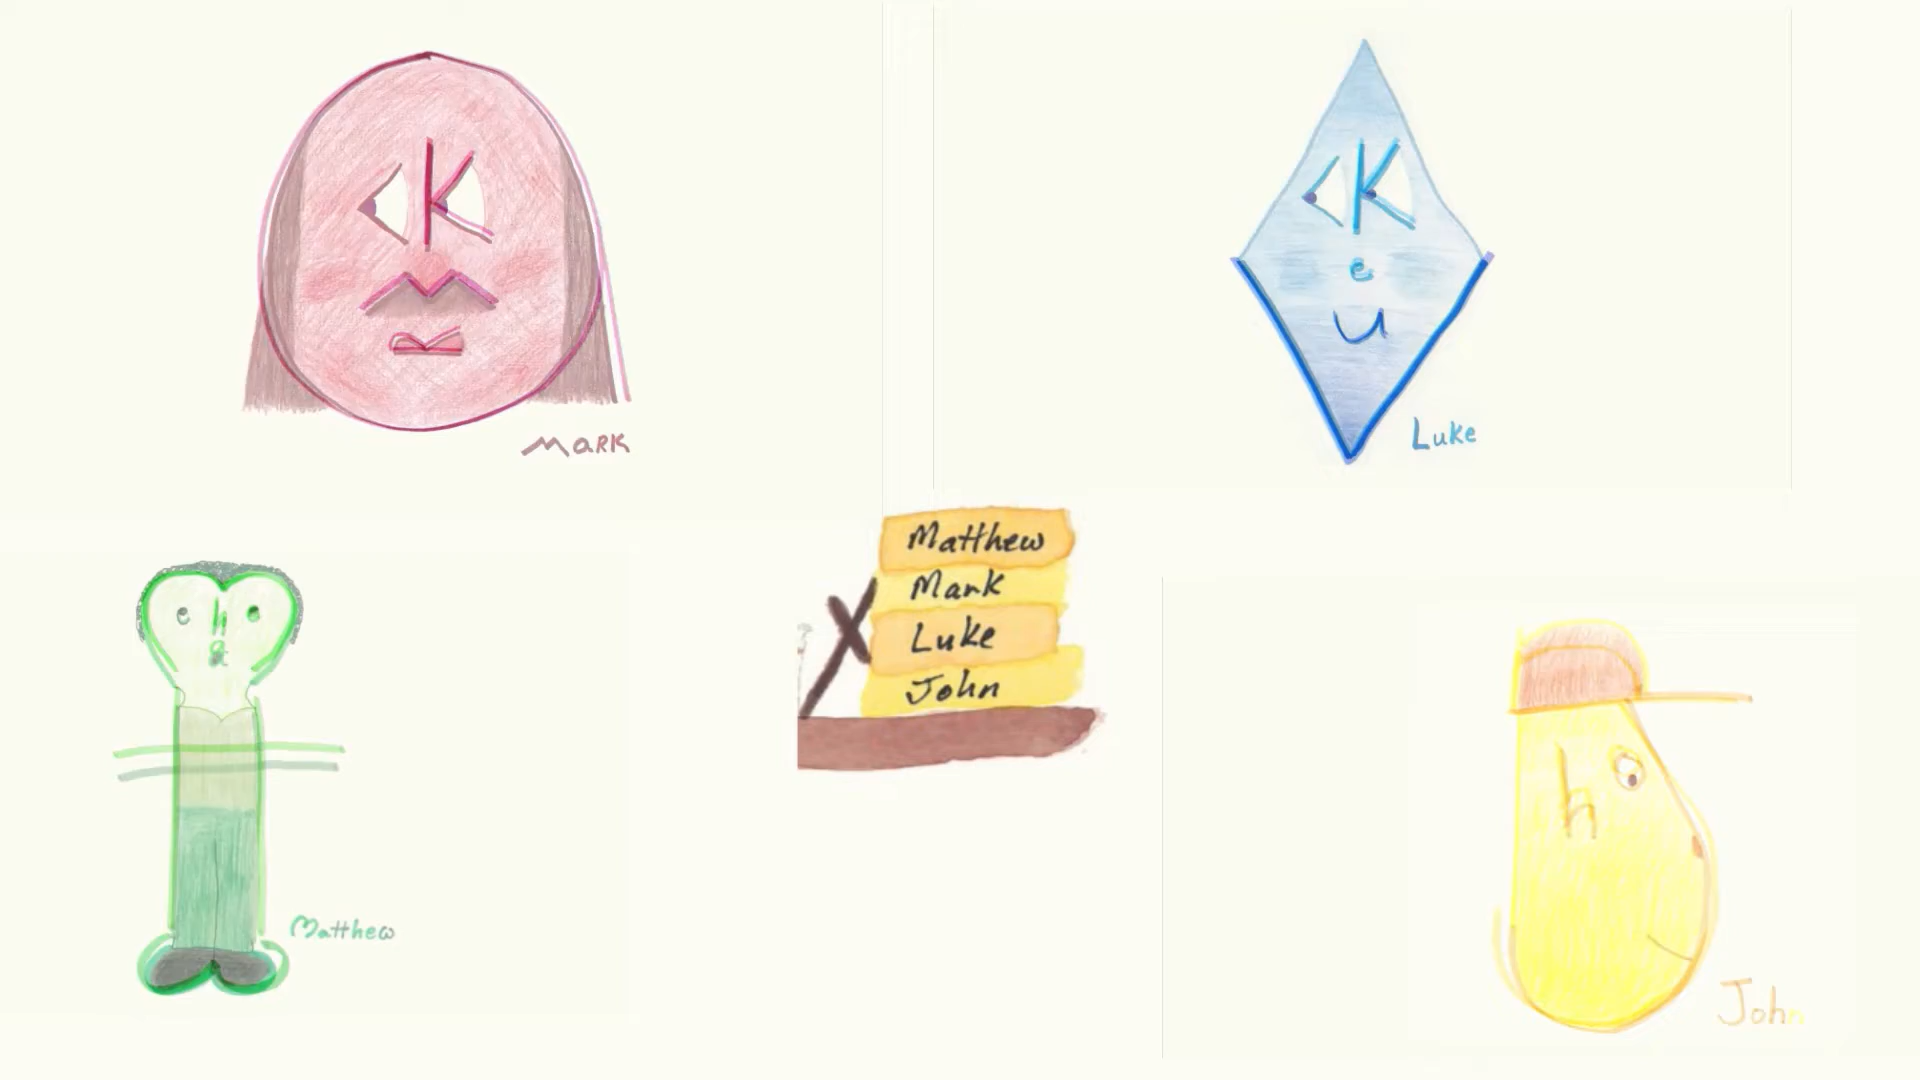 MARK
Luke
Matthew
Mark
Luke
John
Matthew
John